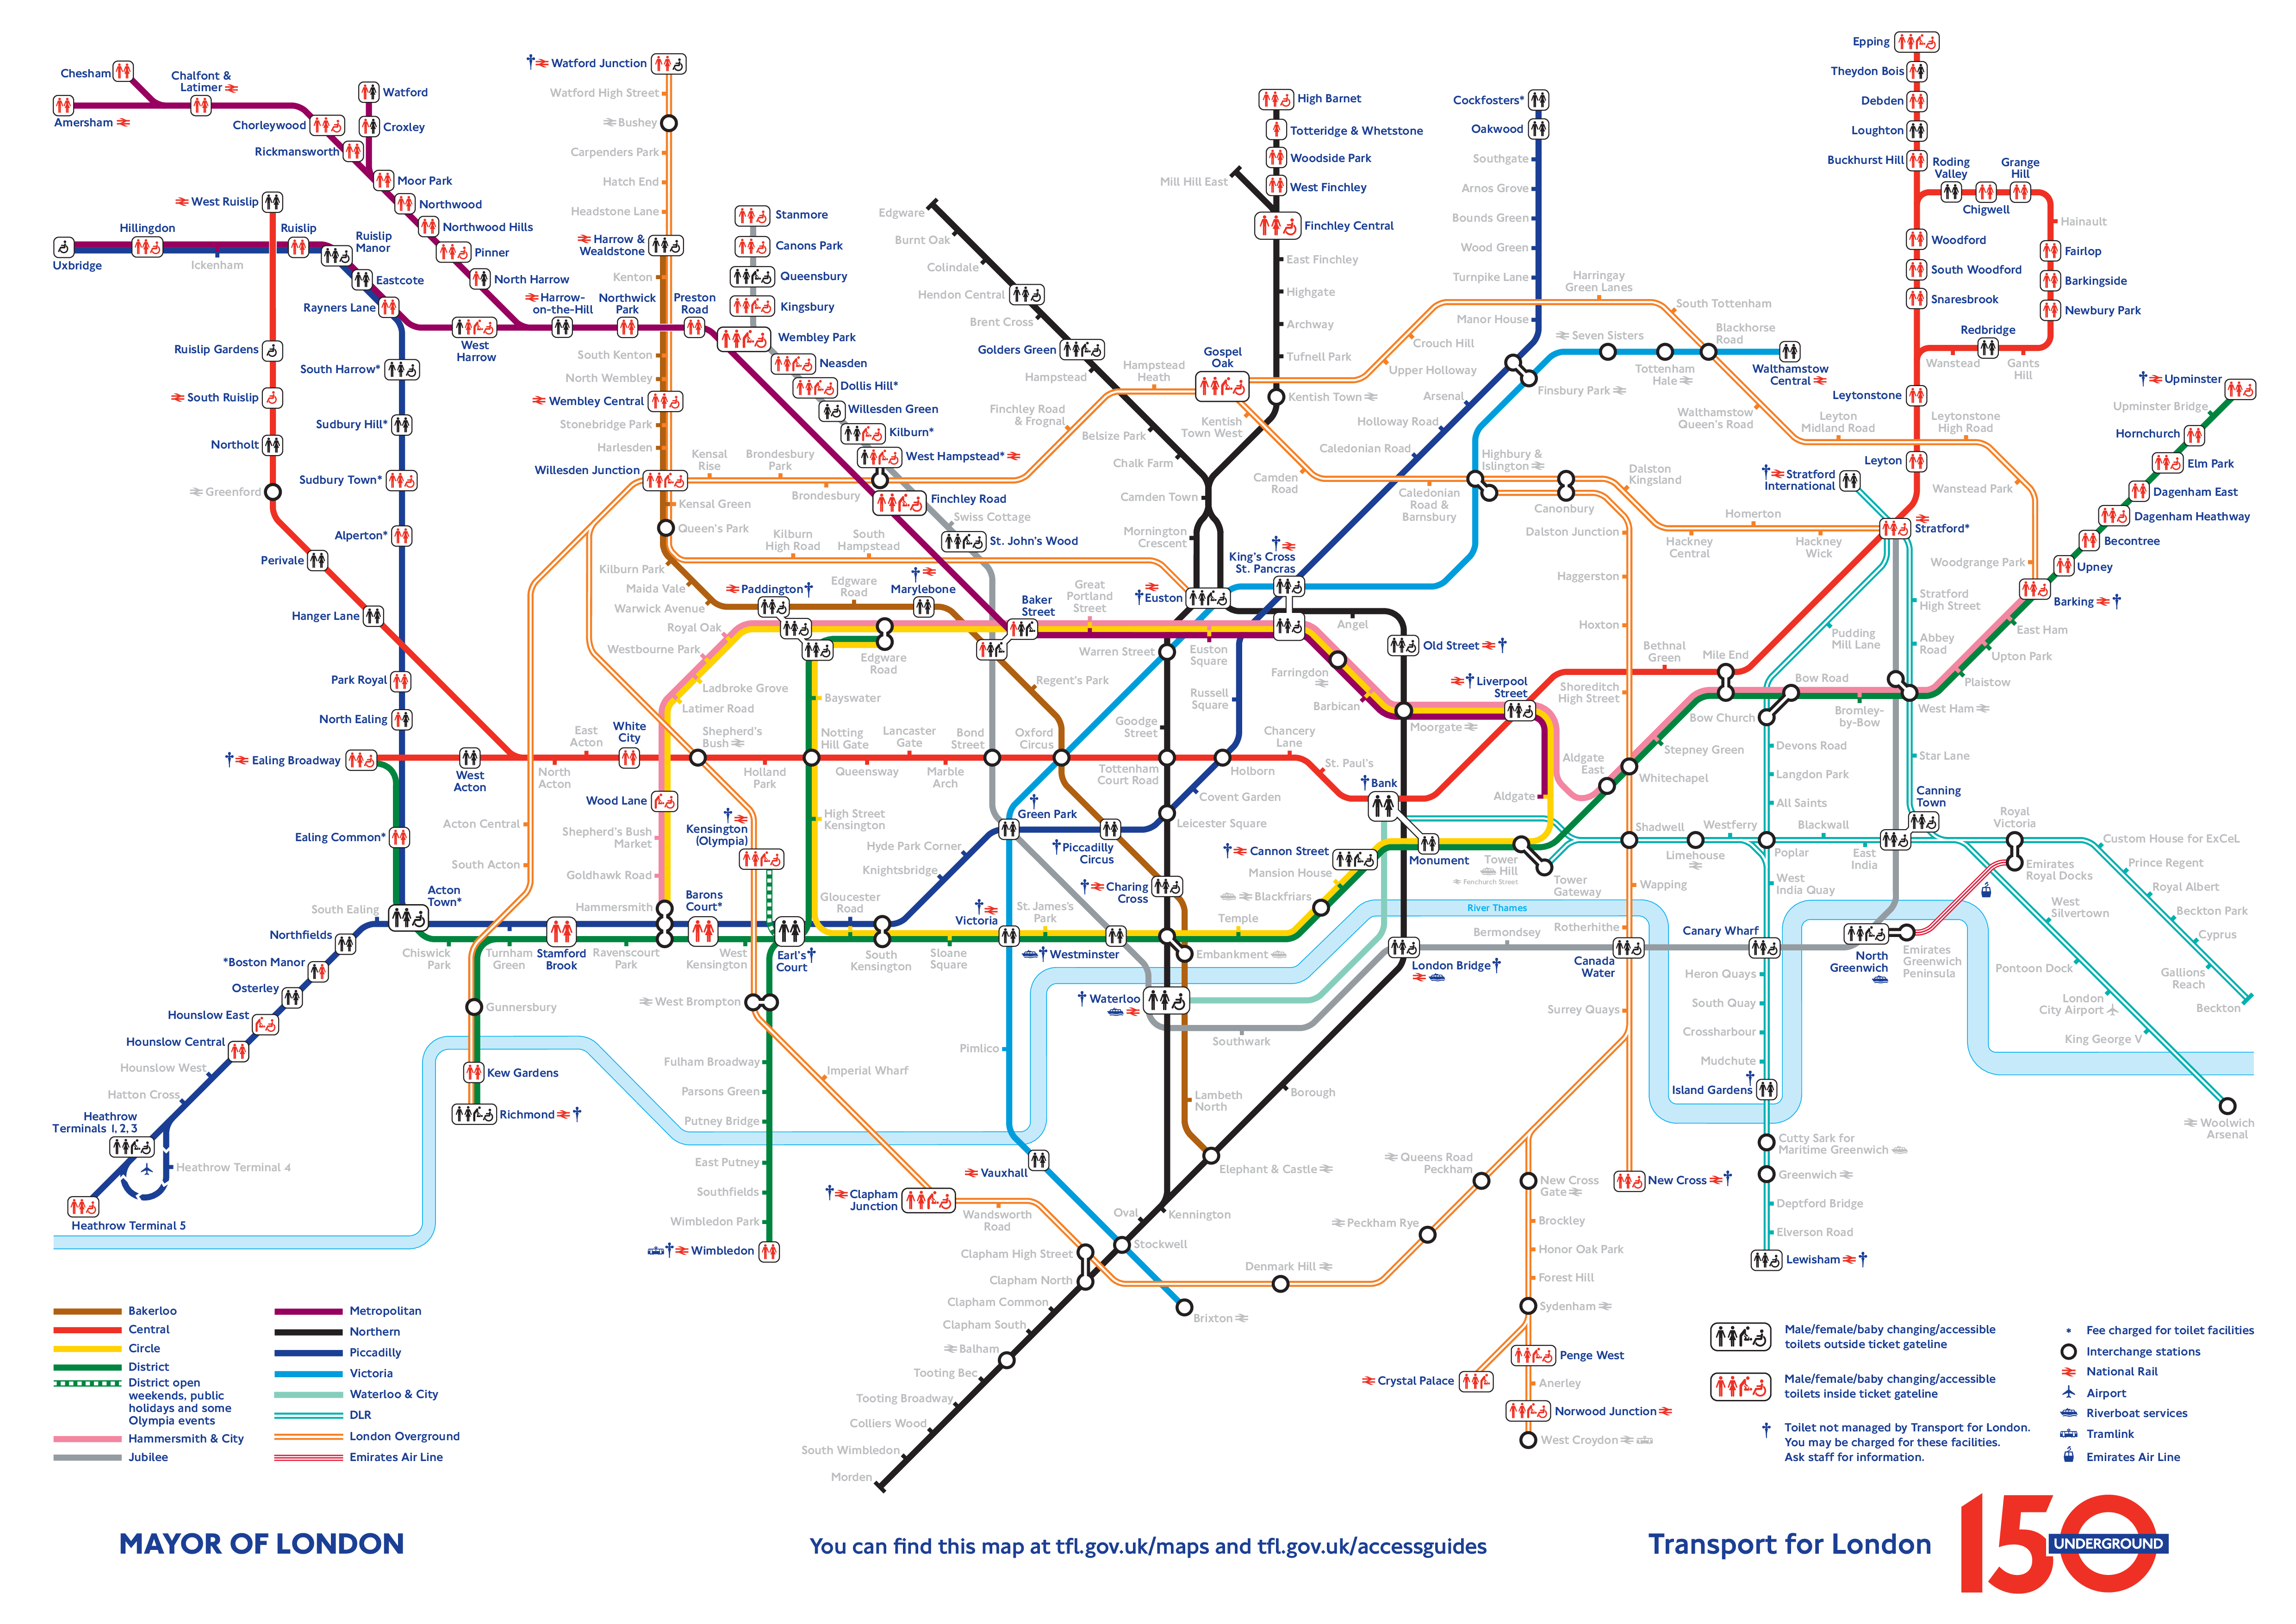 Chesham
Chalfont &
Latimer
Amersham
Chorleywood
Rickmansworth
Watford
Croxley
Moor Park
Northwood
Northwood Hills
Pinner
North Harrow
West Ruislip
Hillingdon
Ruislip
Ruislip
Manor
Uxbridge
Ickenham
Eastcote
Rayners Lane
Harrow-
on-the-Hill
Northwick
Park
Preston
Road
West
Harrow
Ruislip Gardens
South Ruislip
Northolt
Greenford
Perivale
Hanger Lane
South Harrow*
Sudbury Hill*
Sudbury Town*
Alperton*
Park Royal
North Ealing
Ealing Broadway
Ealing Common*
West
Acton
†Watford Junction
Watford High Street
Bushey
Carpenders Park
Hatch End
Headstone Lane
Harrow &
Wealdstone
Kenton
South Kenton
North Wembley
Wembley Central
Stonebridge Park
Harlesden
Willesden Junction
Kensal Green
Queen's Park
Kilburn Park
Maida Vale
Warwick Avenue
Stanmore
Canons Park
Queensbury
Kingsbury
Wembley Park
Neasden
Dollis Hill*
Willesden Green
Kilburn*
West Hampstead*
Finchley Road
Swiss Cottage
St. John's Wood
Kensal
Rise
Brondesbury
Park
Brondesbury
Kilburn
High Road
South
Hampstead
Edgware
Burnt Oak
Colindale
Hendon Central
Brent Cross
Golders Green
Hampstead
Belsize Park
Chalk Farm
Camden Town
Mornington
Crescent
Finchley Road
& Frognal
Hampstead
Heath
Gospel
Oak
Kentish
Town West
Camden
Road
Mill Hill East
High Barnet
Totteridge & Whetstone
Woodside Park
West Finchley
Finchley Central
East Finchley
Highgate
Archway
Tufnell Park
Kentish Town
Cockfosters*
Oakwood
Southgate
Arnos Grove
Bounds Green
Wood Green
Turnpike Lane
Manor House
Arsenal
Holloway Road
Caledonian Road
Finsbury Park
Seven Sisters
Tottenham
Hale
Blackhorse
Road
Walthamstow
Central
Harringay
Green Lanes
South Tottenham
Crouch Hill
Upper Holloway
Walthamstow
Queen's Road
Leyton
Midland Road
Leytonstone
High Road
Wanstead Park
Woodgrange Park
Highbury &
Islington
Caledonian
Road &
Barnsbury
Canonbury
Dalston
Kingsland
Dalston Junction
Hackney
Central
Homerton
Hackney
Wick
Haggerston
Hoxton
Shoreditch
High Street
Epping
Theydon Bois
Debden
Loughton
Buckhurst Hill
Roding
Valley
Chigwell
Grange
Hill
Hainault
Fairlop
Barkingside
Newbury Park
Redbridge
Wanstead
Gants
Hill
Woodford
South Woodford
Snaresbrook
Leytonstone
Leyton
Stratford*
† Stratford
International
Stratford
High Street
Abbey
Road
Pudding
Mill Lane
† Upminster
Upminster Bridge
Hornchurch
Elm Park
Dagenham East
Dagenham Heathway
Becontree
Upney
Barking †
East Ham
Upton Park
Plaistow
West Ham
Star Lane
Bromley-
by-Bow
Bow Road
Bow Church
Mile End
Stepney Green
Bethnal
Green
Whitechapel
Aldgate
East
Aldgate
Paddington†
Edgware
Road
†
Marylebone
Baker
Street
Great
Portland
Street
Euston
Square
† Euston
†
King's Cross
St. Pancras
Angel
Old Street †
Farringdon
Barbican
Moorgate
† Liverpool
Street
Royal Oak
Westbourne Park
Ladbroke Grove
Latimer Road
Edgware
Road
Bayswater
Regent's Park
Warren Street
Goodge
Street
Russell
Square
East
Acton
North
Acton
White
City
Shepherd's
Bush
Holland
Park
Notting
Hill Gate
Queensway
Lancaster
Gate
Marble
Arch
Bond
Street
Oxford
Circus
Tottenham
Court Road
Holborn
Chancery
Lane
St. Paul's
†Bank
Wood Lane
Shepherd's Bush
Market
Goldhawk Road
Hammersmith
Acton Central
South Acton
†
Kensington
(Olympia)
High Street
Kensington
†
Green Park
Hyde Park Corner
Knightsbridge
†Piccadilly
Circus
Covent Garden
Leicester Square
† Charing
Cross
† Cannon Street
Mansion House
Blackfriars
Temple
Embankment
Monument
Tower
Hill
Fenchurch Street
Tower
Gateway
Shadwell
Limehouse
Westferry
Poplar
Blackwall
East
India
Canning
Town
Devons Road
Langdon Park
All Saints
West
India Quay
Canary Wharf
Heron Quays
South Quay
Crossharbour
Mudchute
†
Island Gardens
Cutty Sark for
Maritime Greenwich
Greenwich
Deptford Bridge
Elverson Road
Lewisham †
Royal
Victoria
Custom House for ExCeL
Prince Regent
Royal Albert
Beckton Park
Cyprus
Gallions
Reach
Beckton
Emirates
Royal Docks
Emirates
Greenwich
Peninsula
North
Greenwich
West
Silvertown
Pontoon Dock
London
City Airport
King George V
Woolwich
Arsenal
South Ealing
Acton
Town*
Northfields
*Boston Manor
Osterley
Hounslow East
Hounslow Central
Hounslow West
Hatton Cross
Heathrow
Terminals 1, 2, 3
Heathrow Terminal 4
Heathrow Terminal 5
Chiswick
Park
Turnham
Green
Stamford
Brook
Ravenscourt
Park
Barons
Court*
West
Kensington
Earl's†
Court
Gloucester
Road
South
Kensington
Sloane
Square
†
Victoria
St. James's
Park
† Westminster
† Waterloo
Southwark
London Bridge†
Bermondsey
River Thames
Canada
Water
Wapping
Rotherhithe
Surrey Quays
Gunnersbury
Kew Gardens
Richmond †
West Brompton
Fulham Broadway
Parsons Green
Putney Bridge
East Putney
Southfields
Wimbledon Park
† Wimbledon
Imperial Wharf
† Clapham
Junction
Wandsworth
Road
Pimlico
Vauxhall
Stockwell
Brixton
Lambeth
North
Elephant & Castle
Borough
Kennington
Oval
Clapham High Street
Clapham North
Clapham Common
Clapham South
Balham
Tooting Bec
Tooting Broadway
Colliers Wood
South Wimbledon
Morden
Denmark Hill
Peckham Rye
Queens Road
Peckham
New Cross
Gate
New Cross †
Brockley
Honor Oak Park
Forest Hill
Sydenham
Penge West
Crystal Palace
Anerley
Norwood Junction
West Croydon
Bakerloo
Central
Circle
District
District open
weekends, public
holidays and some
Olympia events
Hammersmith & City
Jubilee
Metropolitan
Northern
Piccadilly
Victoria
Waterloo & City
DLR
London Overground
Emirates Air Line
Male/female/baby changing/accessible
toilets outside ticket gateline
Male/female/baby changing/accessible
toilets inside ticket gateline
† Toilet not managed by Transport for London.
You may be charged for these facilities.
Ask staff for information.
* Fee charged for toilet facilities
Interchange stations
National Rail
Airport
Riverboat services
Tramlink
Emirates Air Line
MAYOR OF LONDON
You can find this map at tfl.gov.uk/maps and tfl.gov.uk/accessguides
Transport for London
150
UNDERGROUND